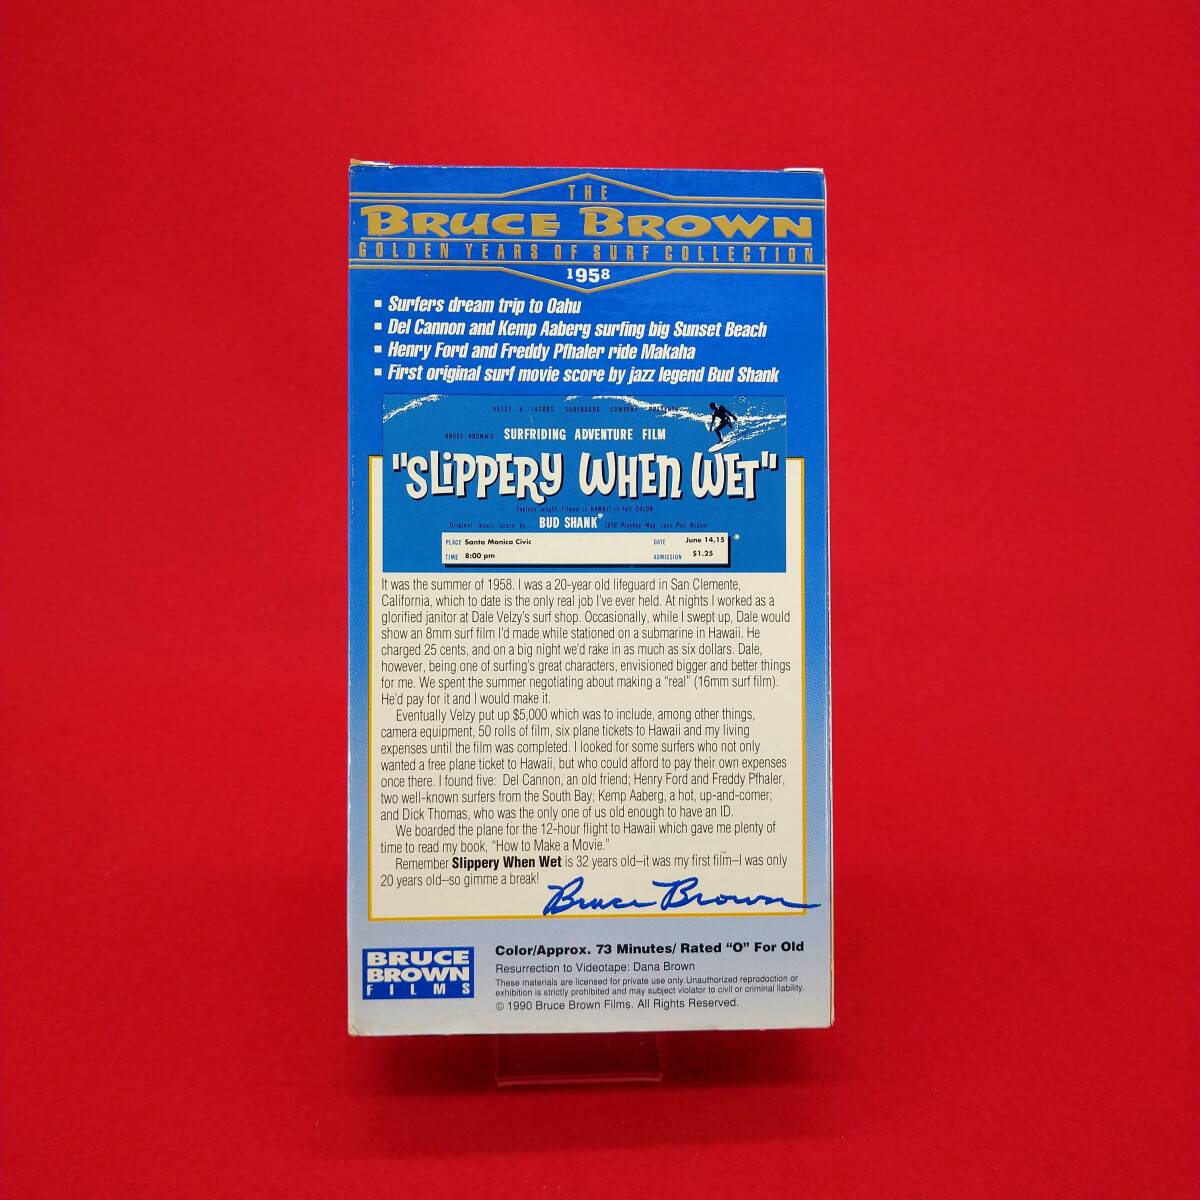 THE
BRUCE BROWN
GOLDEN YEARS OF SURF COLLECTION
1958
▪ Surfers dream trip to Oahu
▪ Del Cannon and Kemp Aaberg surfing big Sunset Beach
▪ Henry Ford and Freddy Pfhaler ride Makaha
▪ First original surf movie score by jazz legend Bud Shank
VELZY & JACOBS SURFBOARD COMPANY PRESENTS
BRUCE BROWN'S SURFRIDING ADVENTURE FILM
"SLIPPERY WHEN WET"
Feature length, filmed in HAWAII in full COLOR
Original music score by... BUD SHANK* 1958 Playboy Mag. Jazz Poll Winner
PLACE Santa Monica Civic DATE June 14,15 *
TIME 8:00 pm ADMISSION $1.25
It was the summer of 1958. I was a 20-year old lifeguard in San Clemente,
California, which to date is the only real job I've ever held. At nights I worked as a
glorified janitor at Dale Velzy's surf shop. Occasionally, while I swept up, Dale would
show an 8mm surf film I'd made while stationed on a submarine in Hawaii. He
charged 25 cents, and on a big night we'd rake in as much as six dollars. Dale,
however, being one of surfing's great characters, envisioned bigger and better things
for me. We spent the summer negotiating about making a "real" (16mm surf film).
He'd pay for it and I would make it.
Eventually Velzy put up $5,000 which was to include, among other things,
camera equipment, 50 rolls of film, six plane tickets to Hawaii and my living
expenses until the film was completed. I looked for some surfers who not only
wanted a free plane ticket to Hawaii, but who could afford to pay their own expenses
once there. I found five: Del Cannon, an old friend; Henry Ford and Freddy Pfhaler,
two well-known surfers from the South Bay; Kemp Aaberg, a hot, up-and-comer;
and Dick Thomas, who was the only one of us old enough to have an ID.
We boarded the plane for the 12-hour flight to Hawaii which gave me plenty of
time to read my book, "How to Make a Movie."
Remember Slippery When Wet is 32 years old–it was my first film–I was only
20 years old–so gimme a break!
Bruce Brown
BRUCE
BROWN
FILMS
Color/Approx. 73 Minutes/ Rated "O" For Old
Resurrection to Videotape: Dana Brown
These materials are licensed for private use only. Unauthorized reproduction or
exhibition is strictly prohibited and may subject violator to civil or criminal liability.
© 1990 Bruce Brown Films. All Rights Reserved.